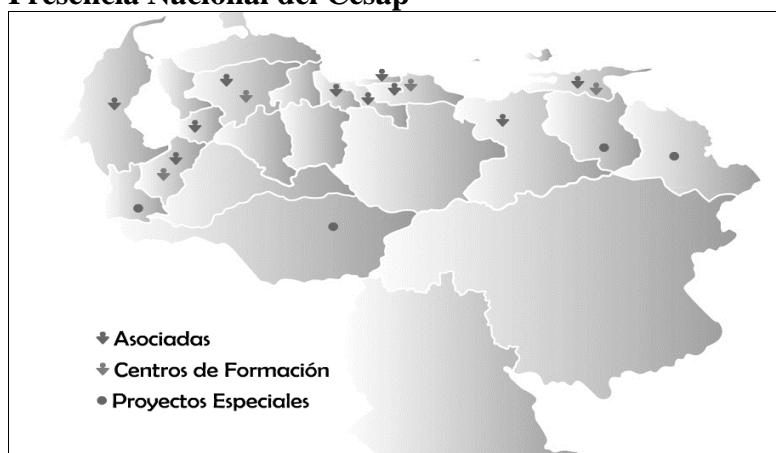 Presencia Nacional del Cesap
Asociadas
Centros de Formación
Proyectos Especiales